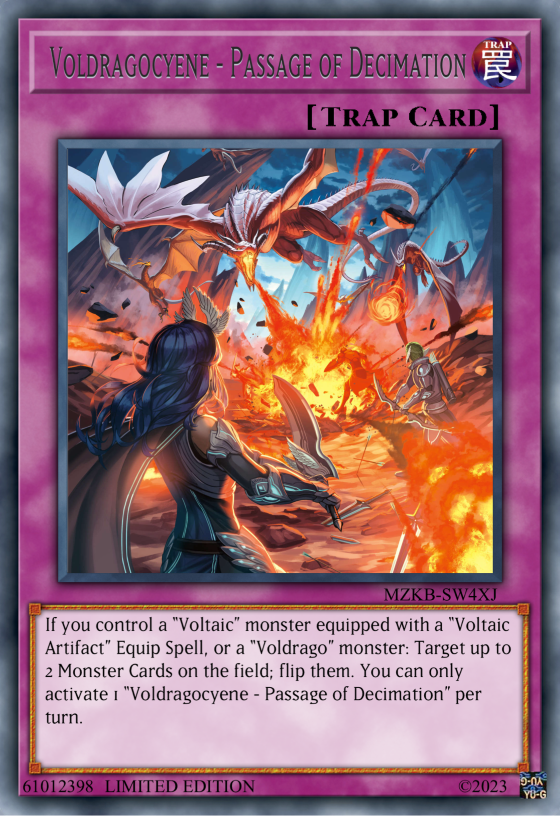 Voldragocyene - Passage of Decimation
TRAP
罠
[Trap Card]
MZKB-SW4XJ
If you control a "Voltaic" monster equipped with a "Voltaic
Artifact" Equip Spell, or a "Voldrago" monster: Target up to
2 Monster Cards on the field; flip them. You can only
activate 1 "Voldragocyene - Passage of Decimation" per
turn.
61012398 LIMITED EDITION
©2023